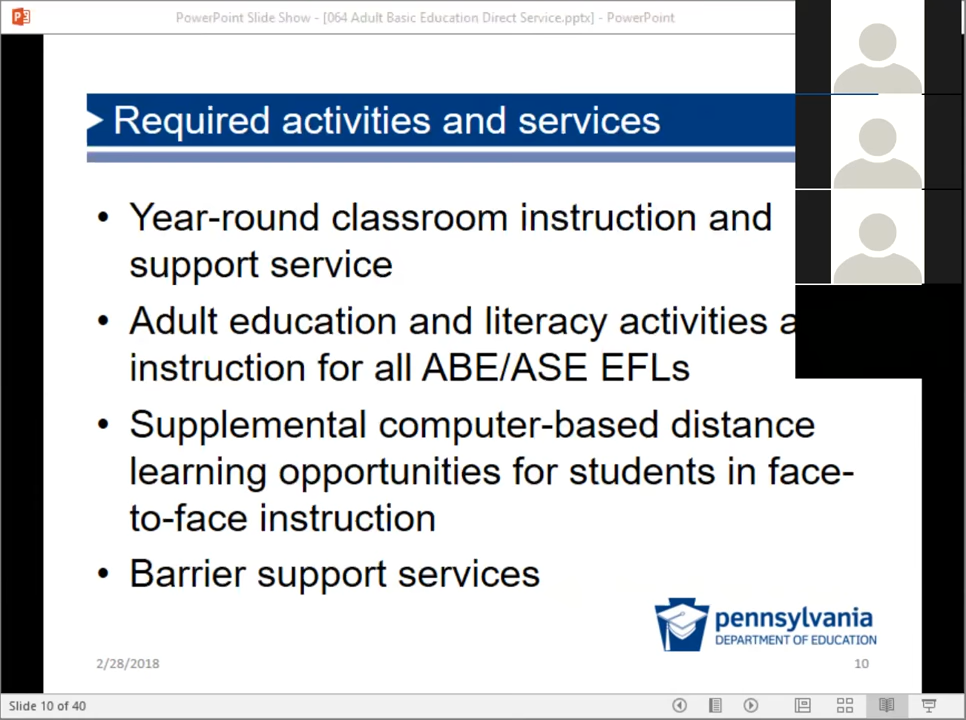 PowerPoint Slide Show - [064 Adult Basic Education Direct Service.pptx] - PowerPoint
Required activities and services
• Year-round classroom instruction and
support service
• Adult education and literacy activities
instruction for all ABE/ASE EFLs
• Supplemental computer-based distance
learning opportunities for students in face-
to-face instruction
• Barrier support services
pennsylvania
DEPARTMENT OF EDUCATION
2/28/2018
10
Slide 10 of 40